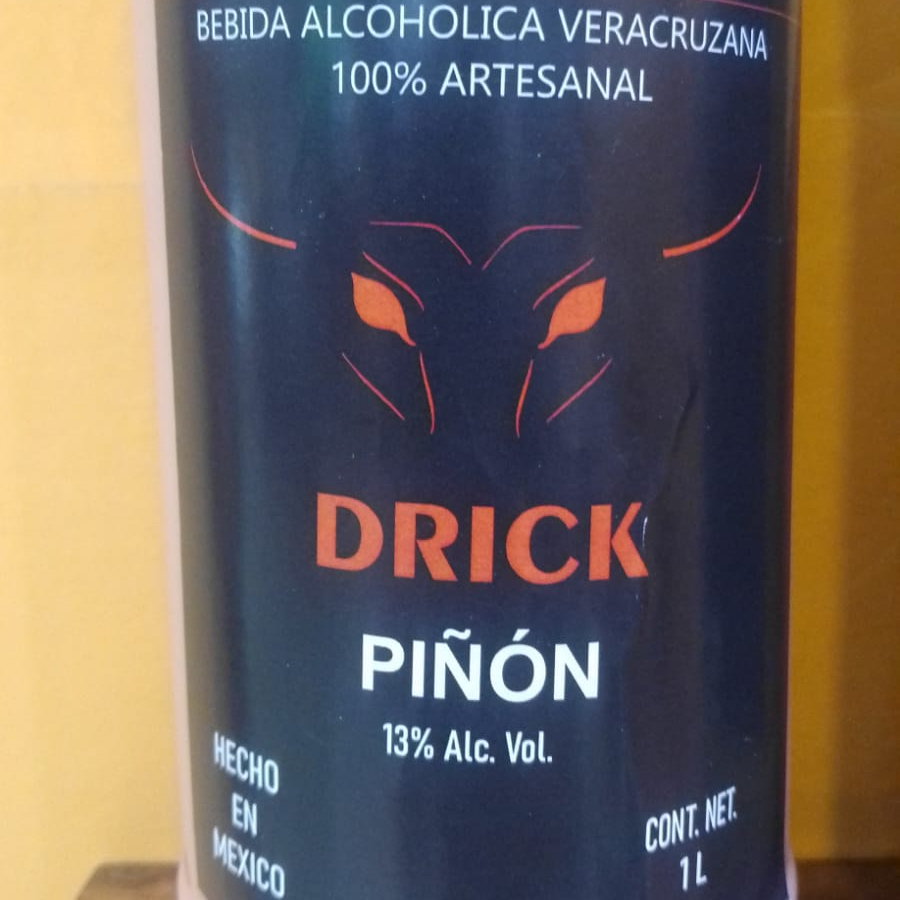 BEBIDA ALCOHOLICA VERACRUZANA
100% ARTESANAL
DRICK
PIÑÓN
13% Alc. Vol.
HECHO
EN
MEXICO
CONT. NET.
1 L